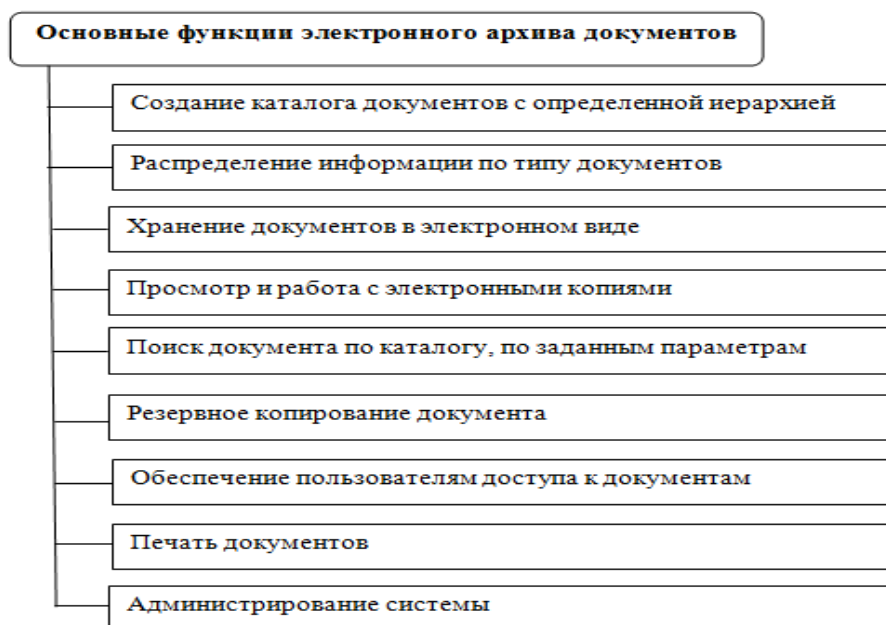 Основные функции электронного архива документов
Создание каталога документов с определенной иерархией
Распределение информации по типу документов
Хранение документов в электронном виде
Просмотр и работа с электронными копиями
Поиск документа по каталогу, по заданным параметрам
Резервное копирование документа
Обеспечение пользователям доступа к документам
Печать документов
Администрирование системы